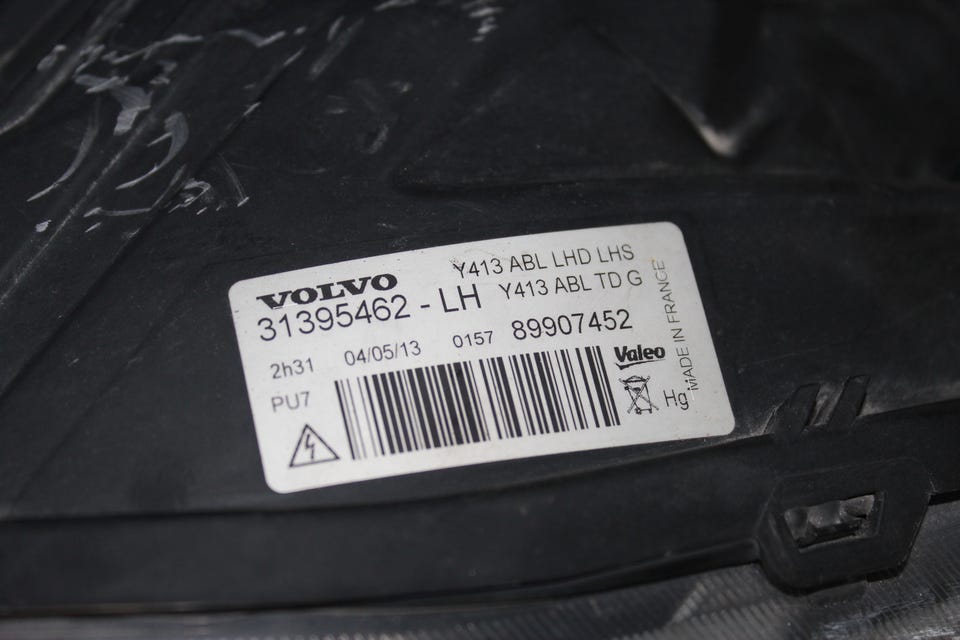 VOLVO
Y413 ABL LHD LHS
31395462 - LH
Y413 ABL TD G
2h31
04/05/13
0157
89907452
PU7
Valeo
Hg
MADE IN FRANCE